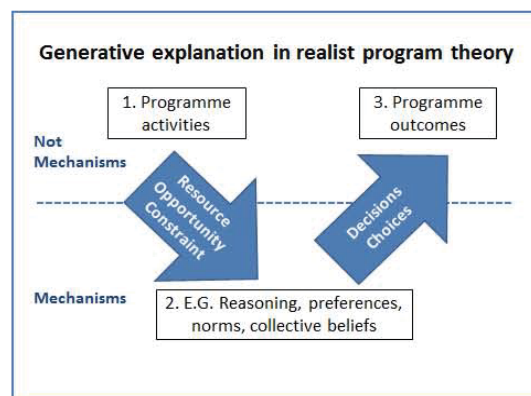 Generative explanation in realist program theory
1. Programme
activities
3. Programme
outcomes
Not
Mechanisms
Resource
Opportunity
Constraint
Decisions
Choices
Mechanisms
2. E.G. Reasoning, preferences,
norms, collective beliefs